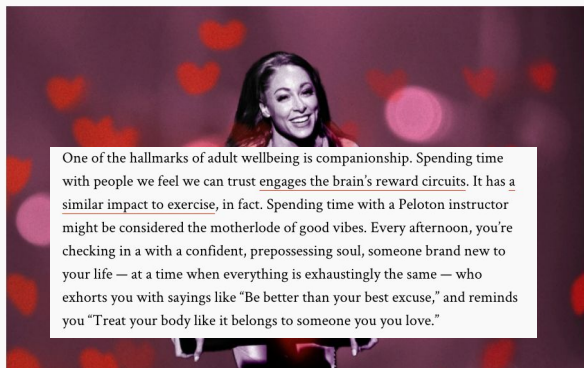 One of the hallmarks of adult wellbeing is companionship. Spending time
with people we feel we can trust engages the brain’s reward circuits. It has a
similar impact to exercise, in fact. Spending time with a Peloton instructor
might be considered the motherlode of good vibes. Every afternoon, you’re
checking in a with a confident, prepossessing soul, someone brand new to
your life — at a time when everything is exhaustingly the same — who
exhorts you with sayings like “Be better than your best excuse,” and reminds
you “Treat your body like it belongs to someone you you love.”